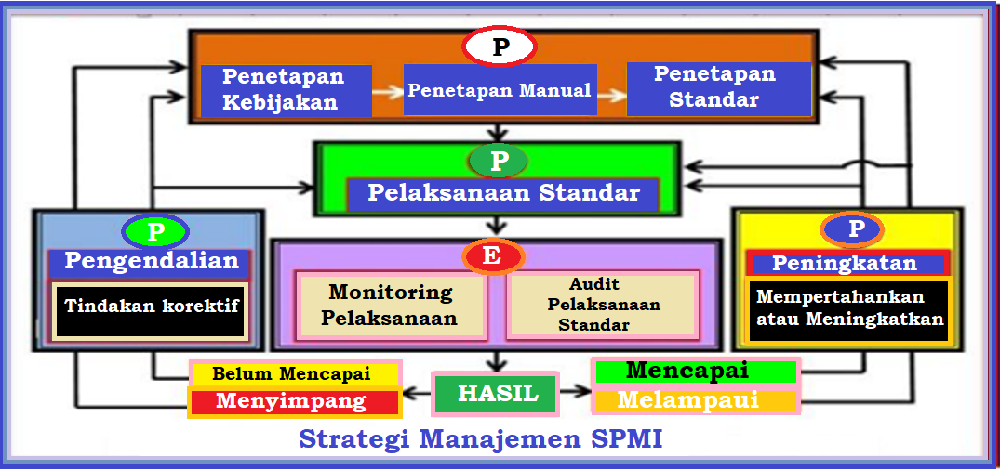 P
Penetapan
Kebijakan
Penetapan Manual
Penetapan
Standar
P
Pelaksanaan Standar
P
Pengendalian
Tindakan korektif
E
Monitoring
Pelaksanaan
Audit
Pelaksanaan
Standar
P
Peningkatan
Mempertahankan
atau Meningkatkan
Belum Mencapai
Menyimpang
HASIL
Mencapai
Melampaui
Strategi Manajemen SPMI